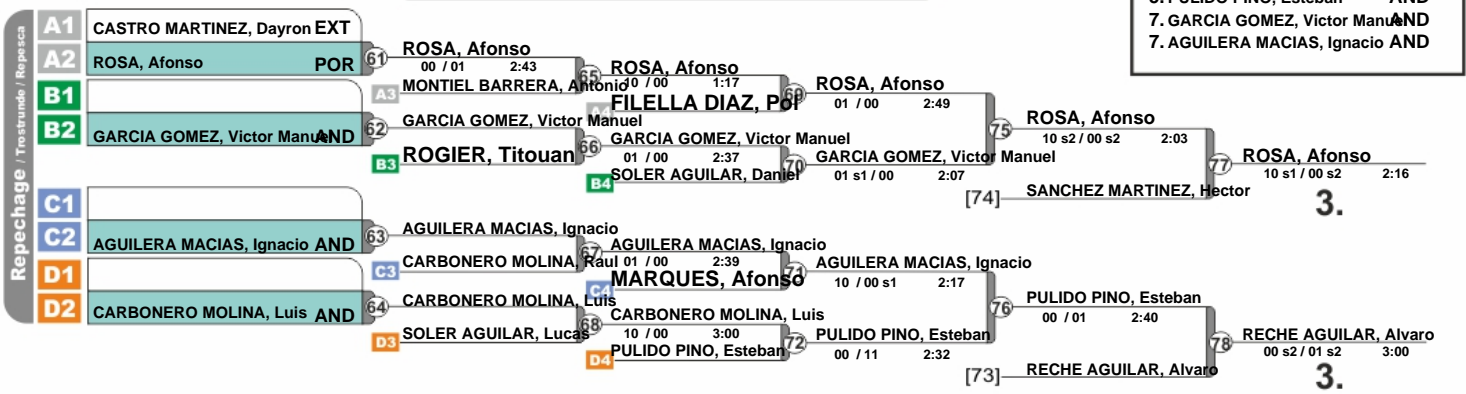 5. PULIDO PINO, Esteban AND
7. GARCIA GOMEZ, Victor Manuel AND
7. AGUILERA MACIAS, Ignacio AND
Repechage / Trostrunde / Repesca
A1 CASTRO MARTINEZ, Dayron EXT
A2 ROSA, Afonso POR
B1
B2 GARCIA GOMEZ, Victor Manuel AND
C1
C2 AGUILERA MACIAS, Ignacio AND
D1
D2 CARBONERO MOLINA, Luis AND
61 ROSA, Afonso
00 / 01 2:43
A3 MONTIEL BARRERA, Antonio
62 GARCIA GOMEZ, Victor Manuel
B3 ROGIER, Titouan
63 AGUILERA MACIAS, Ignacio
C3 CARBONERO MOLINA, Raul
64 CARBONERO MOLINA, Luis
D3 SOLER AGUILAR, Lucas
65 ROSA, Afonso
10 / 00 1:17
A4 FILELLA DIAZ, Pol
66 GARCIA GOMEZ, Victor Manuel
01 / 00 2:37
B4 SOLER AGUILAR, Daniel
67 AGUILERA MACIAS, Ignacio
01 / 00 2:39
C4 MARQUES, Afonso
68 CARBONERO MOLINA, Luis
10 / 00 3:00
D4 PULIDO PINO, Esteban
69 ROSA, Afonso
01 / 00 2:49
70 GARCIA GOMEZ, Victor Manuel
01 s1 / 00 2:07
71 AGUILERA MACIAS, Ignacio
10 / 00 s1 2:17
72 PULIDO PINO, Esteban
00 / 11 2:32
75 ROSA, Afonso
10 s2 / 00 s2 2:03
[74] SANCHEZ MARTINEZ, Hector
76 PULIDO PINO, Esteban
00 / 01 2:40
[73] RECHE AGUILAR, Alvaro
77 ROSA, Afonso
10 s1 / 00 s2 2:16
3.
78 RECHE AGUILAR, Alvaro
00 s2 / 01 s2 3:00
3.